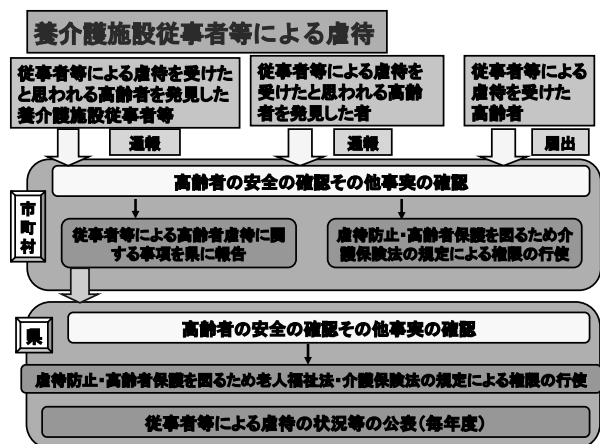 養介護施設従事者等による虐待
従事者等による虐待を受けた
と思われる高齢者を発見した
養介護施設従事者等
従事者等による虐待を
受けたと思われる高齢
者を発見した者
従事者等による
虐待を受けた
高齢者
通報
通報
届出
市町村
高齢者の安全の確認その他事実の確認
従事者等による高齢者虐待に関
する事項を県に報告
虐待防止・高齢者保護を図るため介
護保険法の規定による権限の行使
県
高齢者の安全の確認その他事実の確認
虐待防止・高齢者保護を図るため老人福祉法・介護保険法の規定による権限の行使
従事者等による虐待の状況等の公表(毎年度)